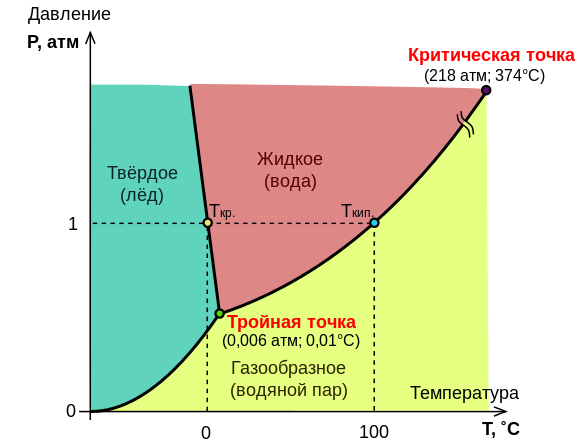 Давление
P, атм
Критическая точка
(218 атм; 374°C)
Твёрдое
(лёд)
Жидкое
(вода)
1
Tкр.
Tкип.
Тройная точка
(0,006 атм; 0,01°C)
Газообразное
(водяной пар)
Температура
0
0
100
T, ˚C